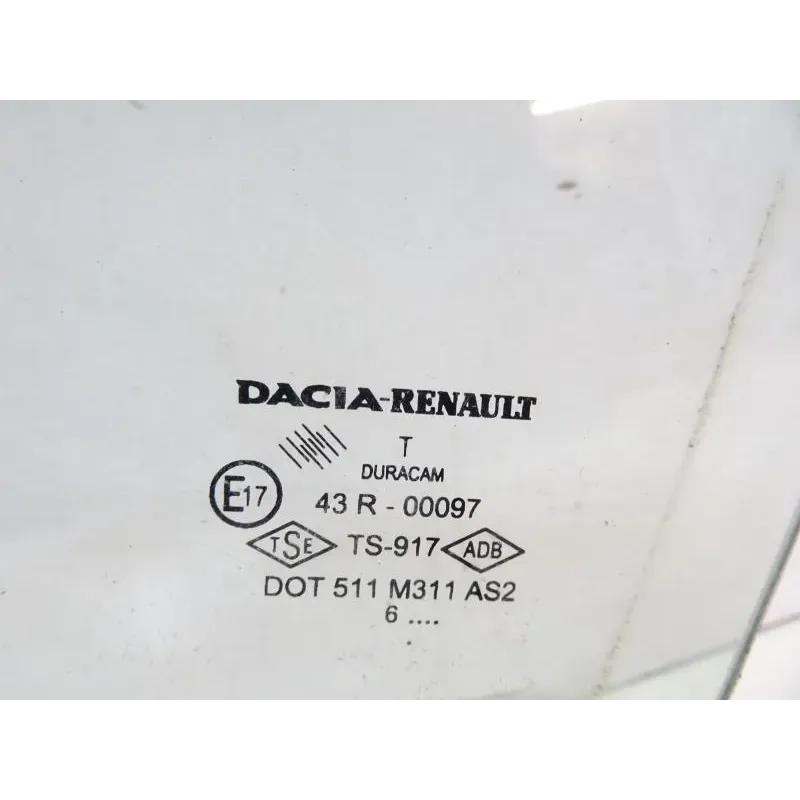 DACIA-RENAULT
T
DURACAM
E17 43 R - 00097
TSE TS-917 ADB
DOT 511 M311 AS2
6 ....